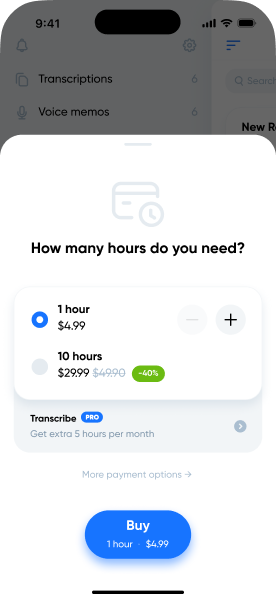 9:41
Transcriptions 6
Voice memos 6
Search
New Re
How many hours do you need?
1 hour
$4.99
10 hours
$29.99 $49.90 -40%
Transcribe PRO
Get extra 5 hours per month
More payment options →
Buy
1 hour · $4.99